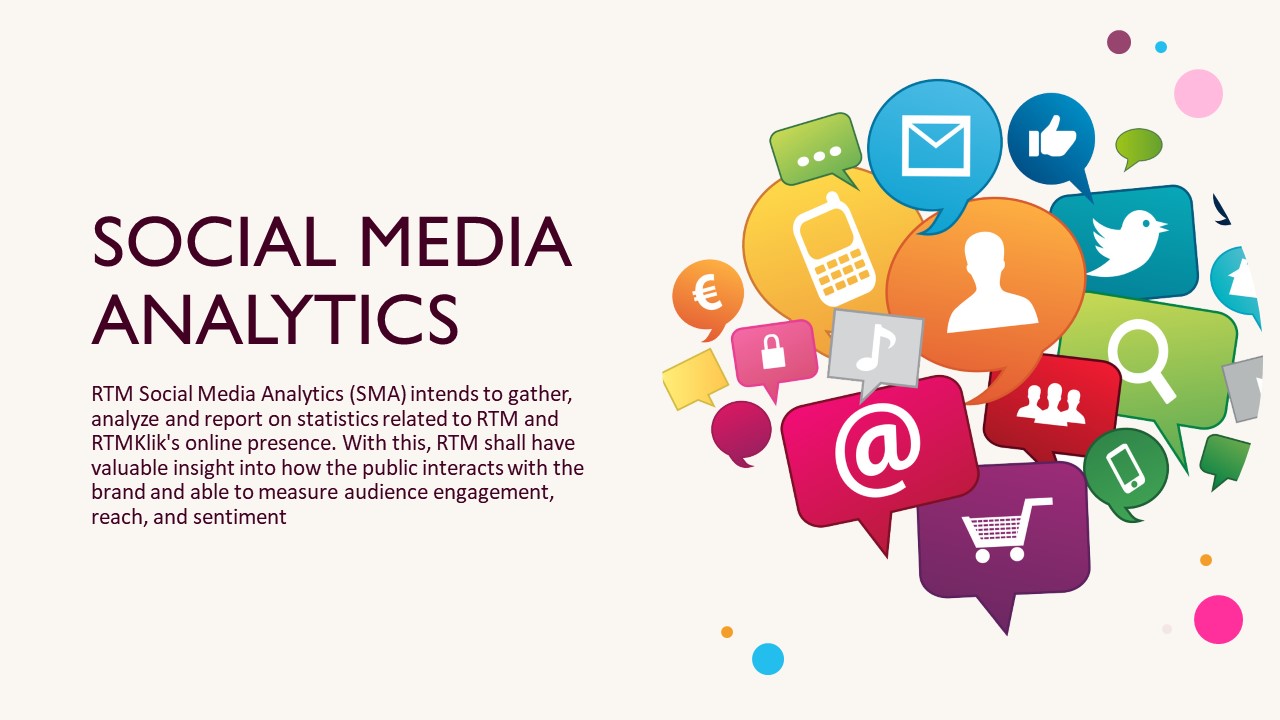 SOCIAL MEDIA
ANALYTICS
RTM Social Media Analytics (SMA) intends to gather,
analyze and report on statistics related to RTM and
RTMKlik's online presence. With this, RTM shall have
valuable insight into how the public interacts with the
brand and able to measure audience engagement,
reach, and sentiment
€
@